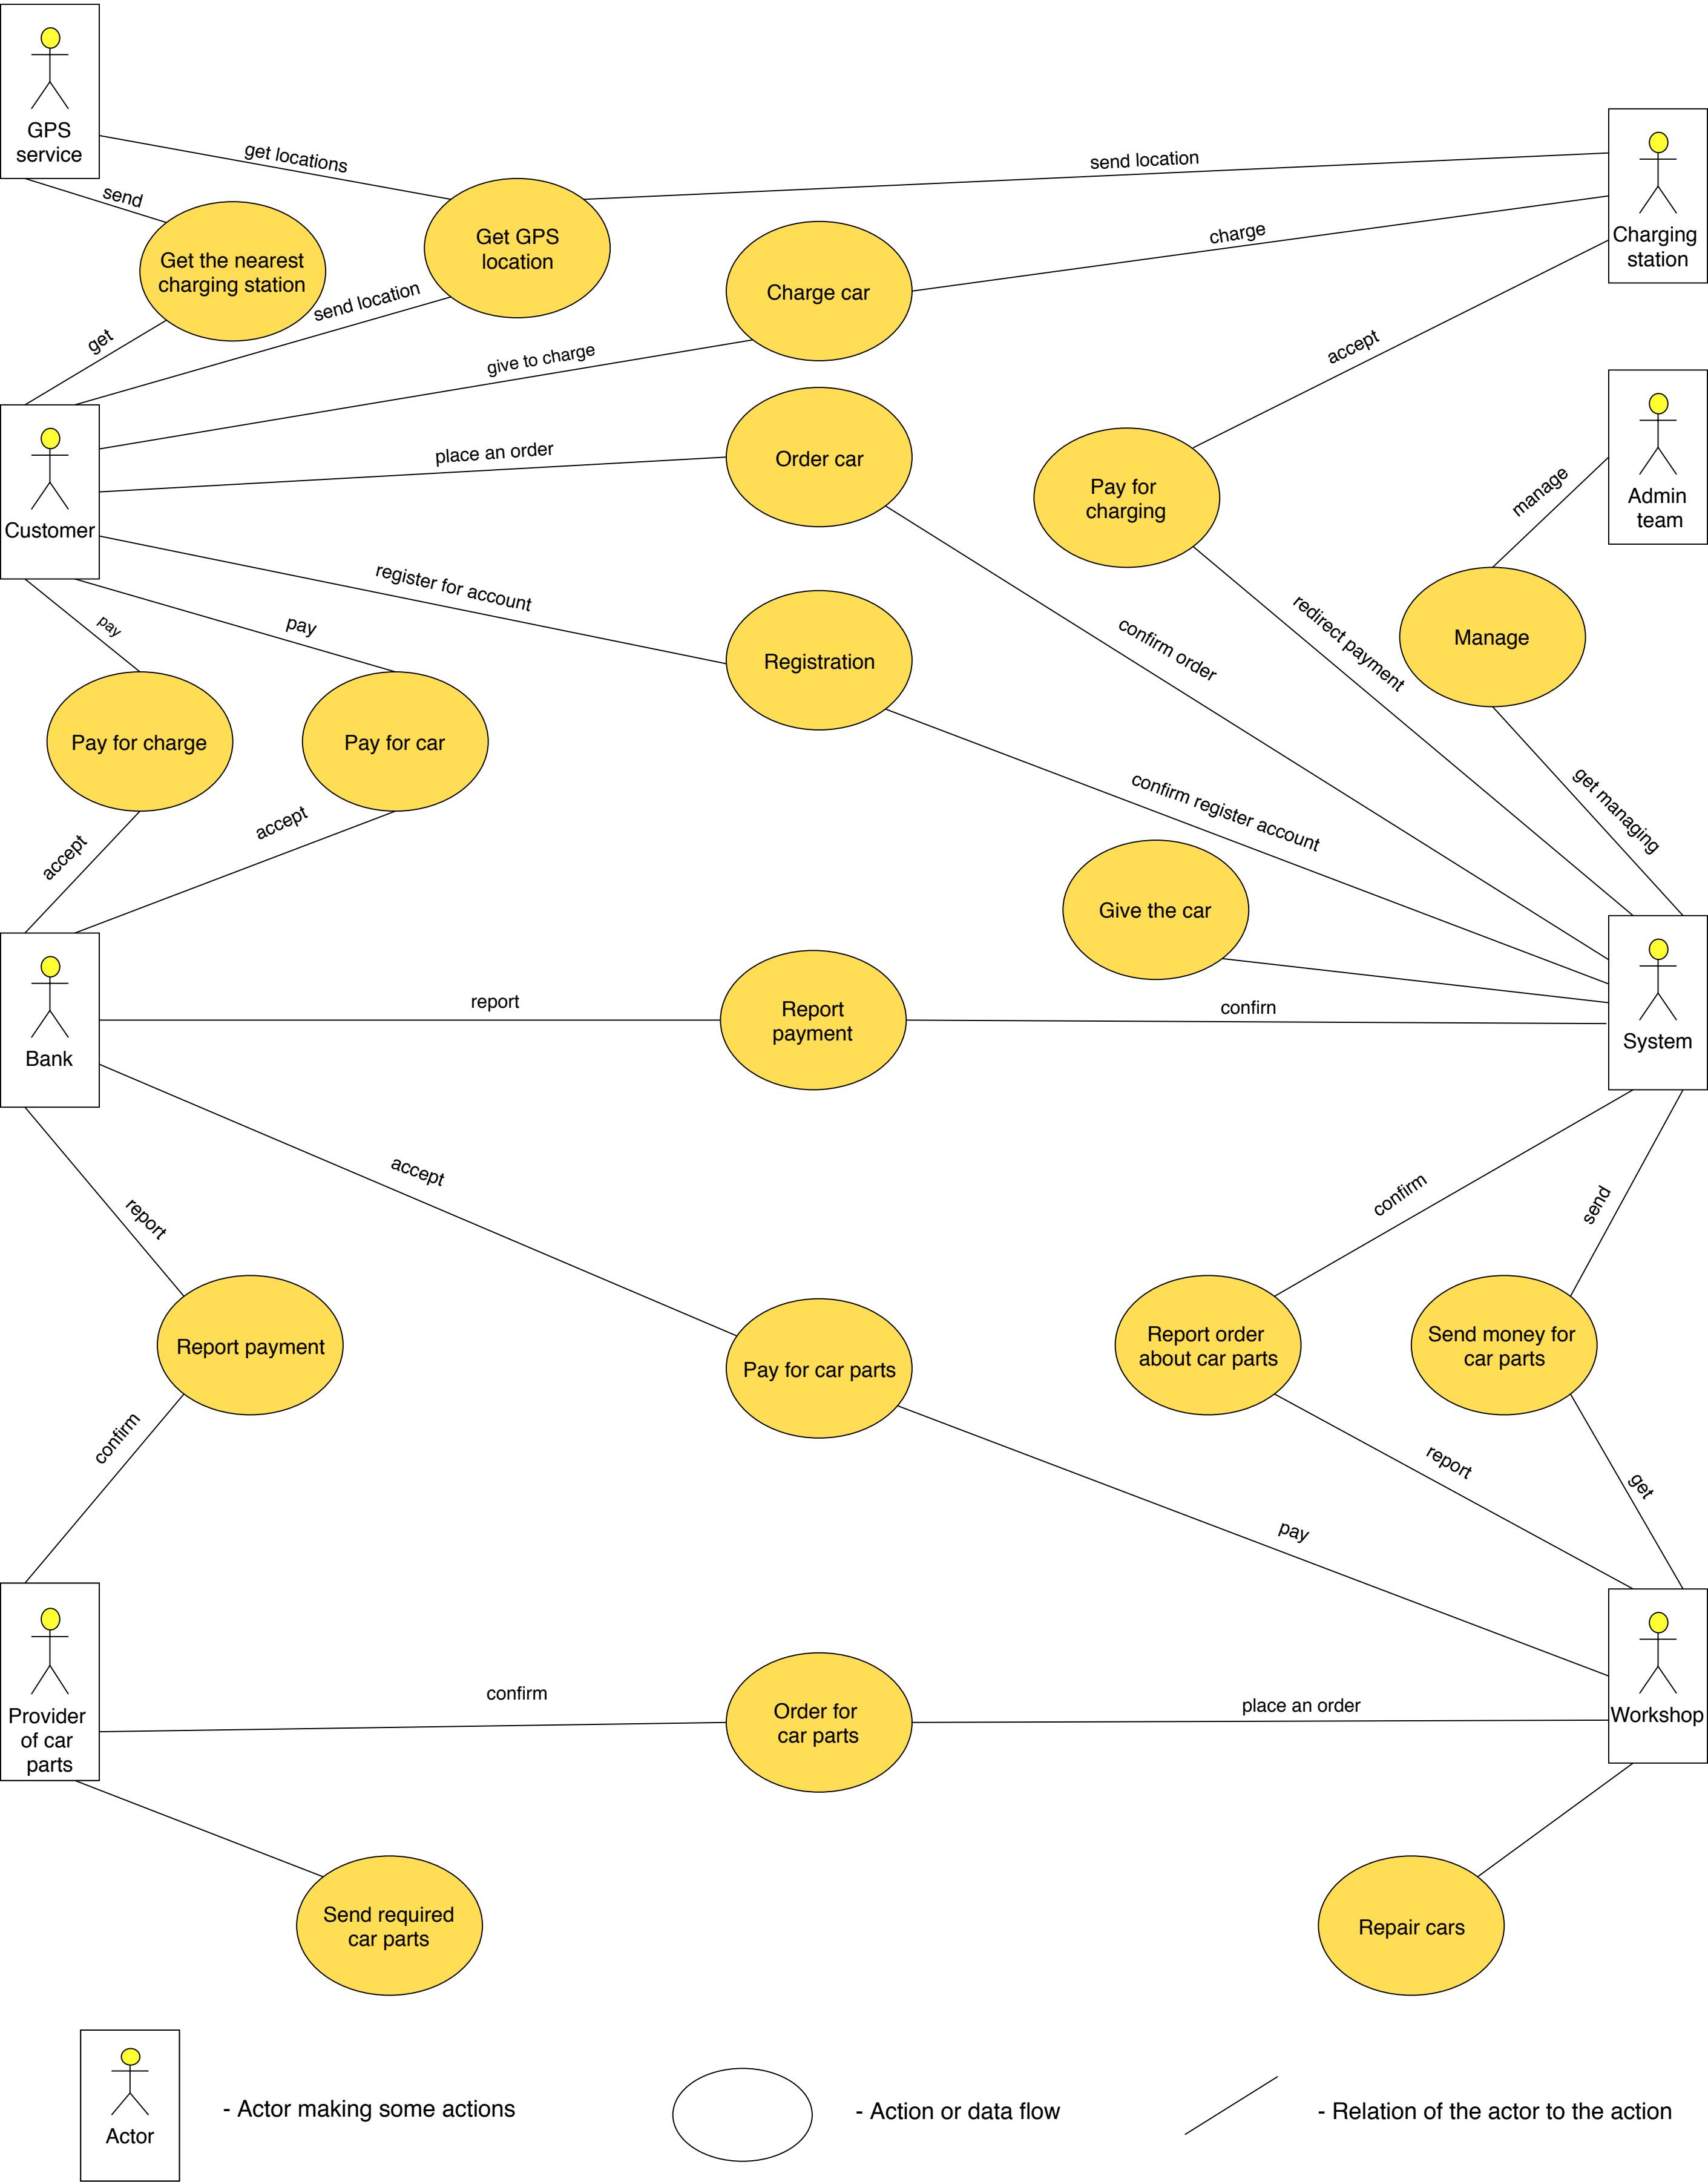 GPS
service
get locations
send location
send
Charging
station
Get GPS
location
Get the nearest
charging station
charge
Charge car
send location
get
give to charge
accept
Customer
place an order
Order car
Pay for
charging
manage
Admin
team
register for account
Registration
pay
pay
confirm order
redirect payment
Manage
Pay for charge
Pay for car
get managing
confirm register account
accept
accept
Give the car
Bank
report
Report
payment
confirn
System
accept
report
confirm
send
Report payment
Pay for car parts
Report order
about car parts
Send money for
car parts
confirm
report
get
pay
Provider
of car
parts
confirm
Order for
car parts
place an order
Workshop
Send required
car parts
Repair cars
Actor
- Actor making some actions
- Action or data flow
- Relation of the actor to the action